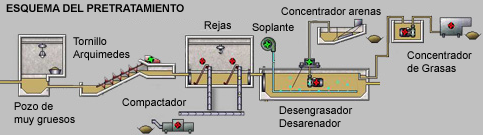 ESQUEMA DEL PRETRATAMIENTO
Rejas
Concentrador arenas
Soplante
Tornillo
Arquimedes
Concentrador
de Grasas
Compactador
Pozo de
muy gruesos
Desengrasador
Desarenador